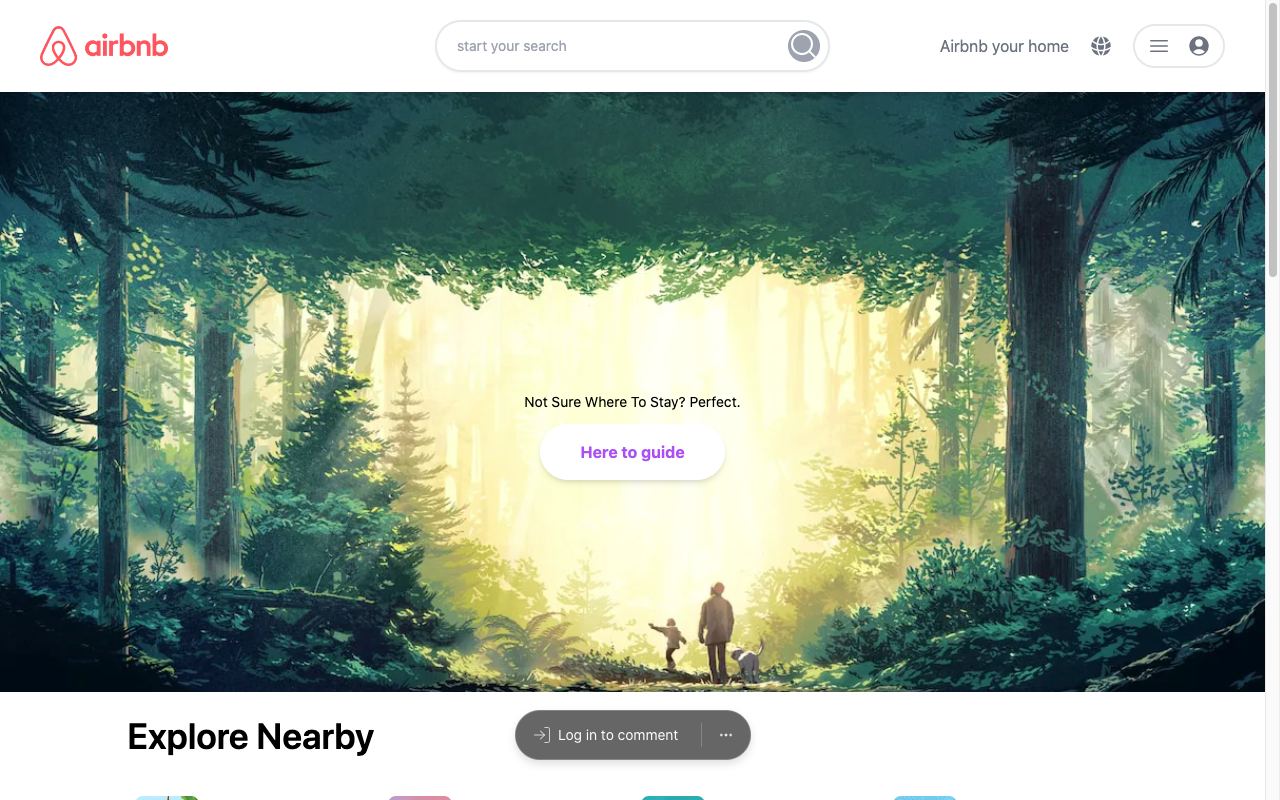 airbnb
start your search
Airbnb your home
Not Sure Where To Stay? Perfect.
Here to guide
Explore Nearby
Log in to comment